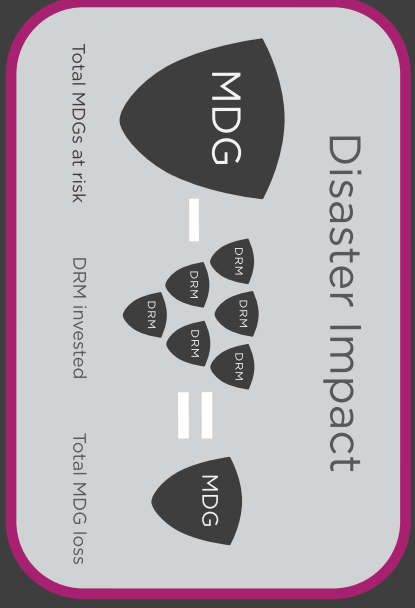 Disaster Impact
MDG
DRM
DRM
DRM
DRM
DRM
DRM
MDG
Total MDGs at risk
DRM invested
Total MDG loss